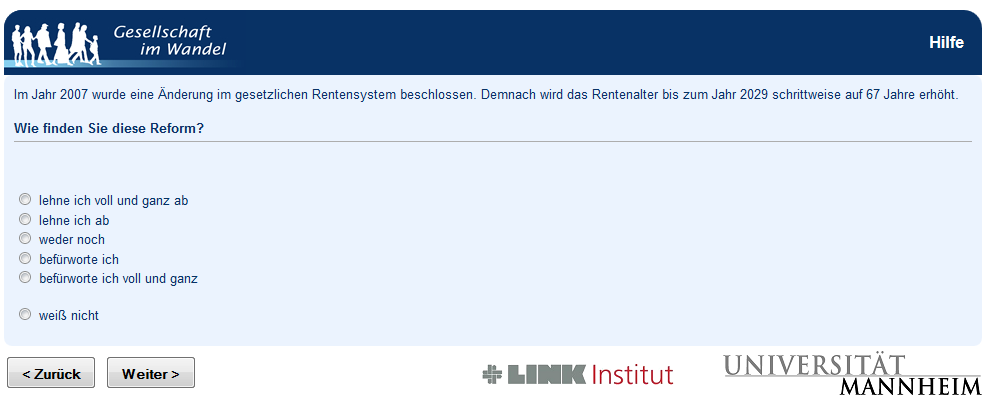 Gesellschaft
im Wandel
Hilfe
Im Jahr 2007 wurde eine Änderung im gesetzlichen Rentensystem beschlossen. Demnach wird das Rentenalter bis zum Jahr 2029 schrittweise auf 67 Jahre erhöht.
Wie finden Sie diese Reform?
lehne ich voll und ganz ab
lehne ich ab
weder noch
befürworte ich
befürworte ich voll und ganz
weiß nicht
< Zurück
Weiter >
LINK Institut
UNIVERSITÄT
MANNHEIM